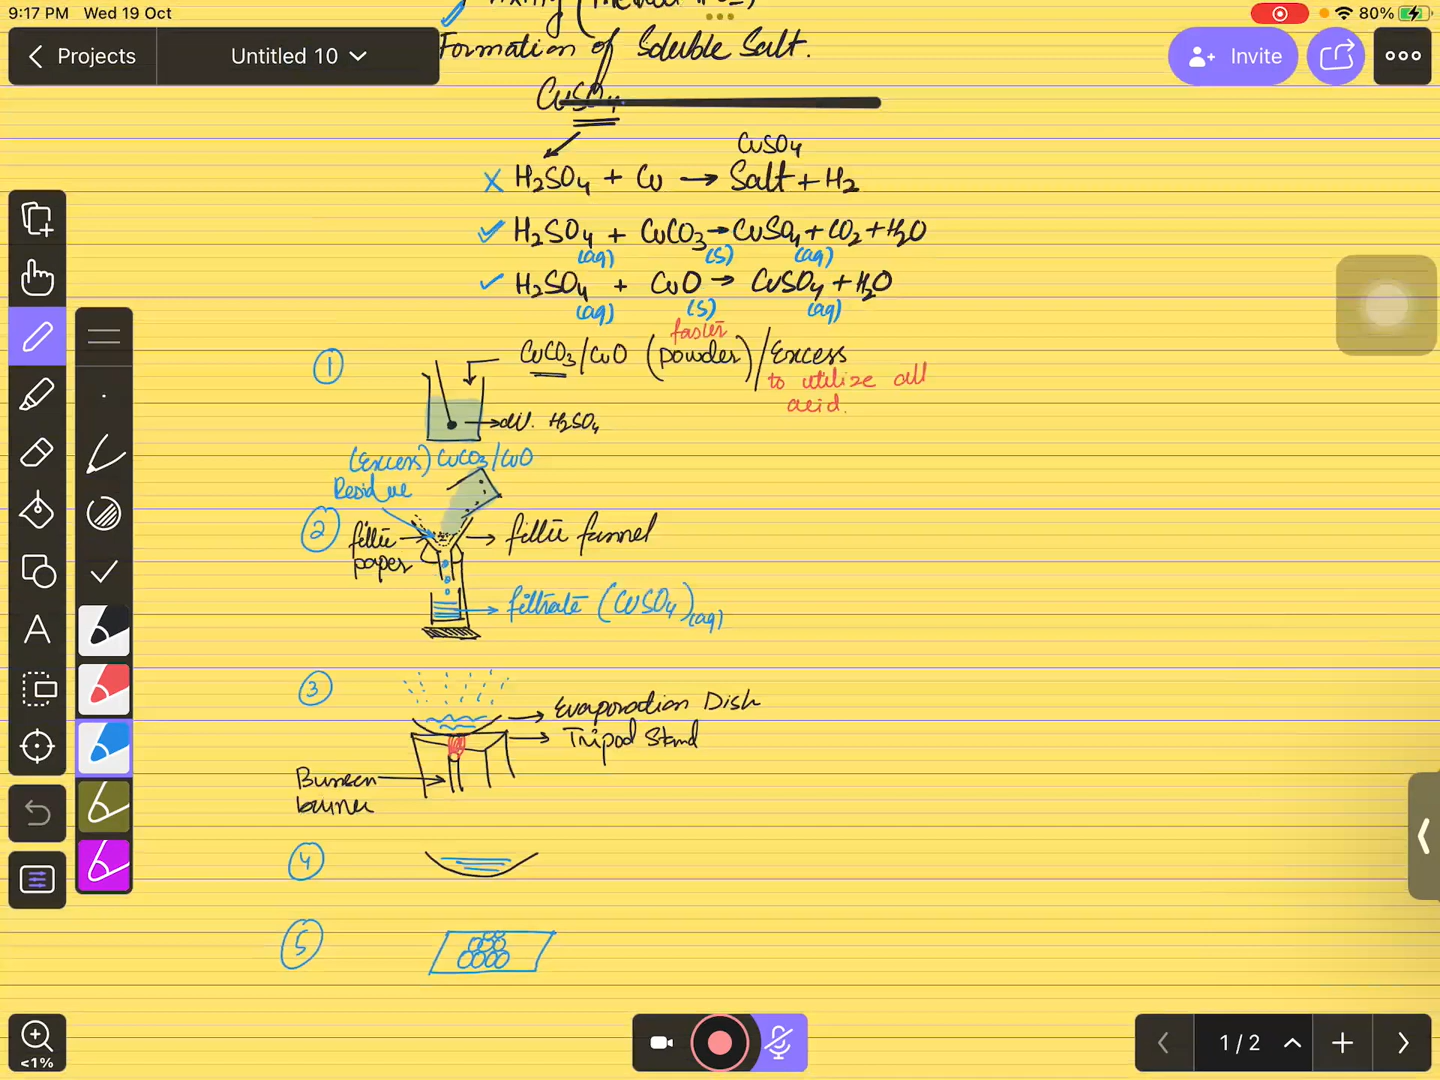 9:17 PM Wed 19 Oct
80%
Projects
Untitled 10
Invite
Formation of Soluble Salt.
CuSO4
CuSO4
X H2SO4 + Cu → Salt + H2
✓ H2SO4 + CuCO3 → CuSO4 + CO2 + H2O
(aq) (s) (aq)
✓ H2SO4 + CuO → CuSO4 + H2O
(aq) (s) (aq)
faster
① CuCO3/CuO (powder)/Excess
to utilize all
acid.
→ dil. H2SO4
(Excess) CuCO3/CuO
Residue
② filter paper → → filter funnel
→ filtrate (CuSO4)(aq)
③ → Evaporation Dish
→ Tripod Stand
Bunsen burner →
④
⑤
A
<1%
1 / 2